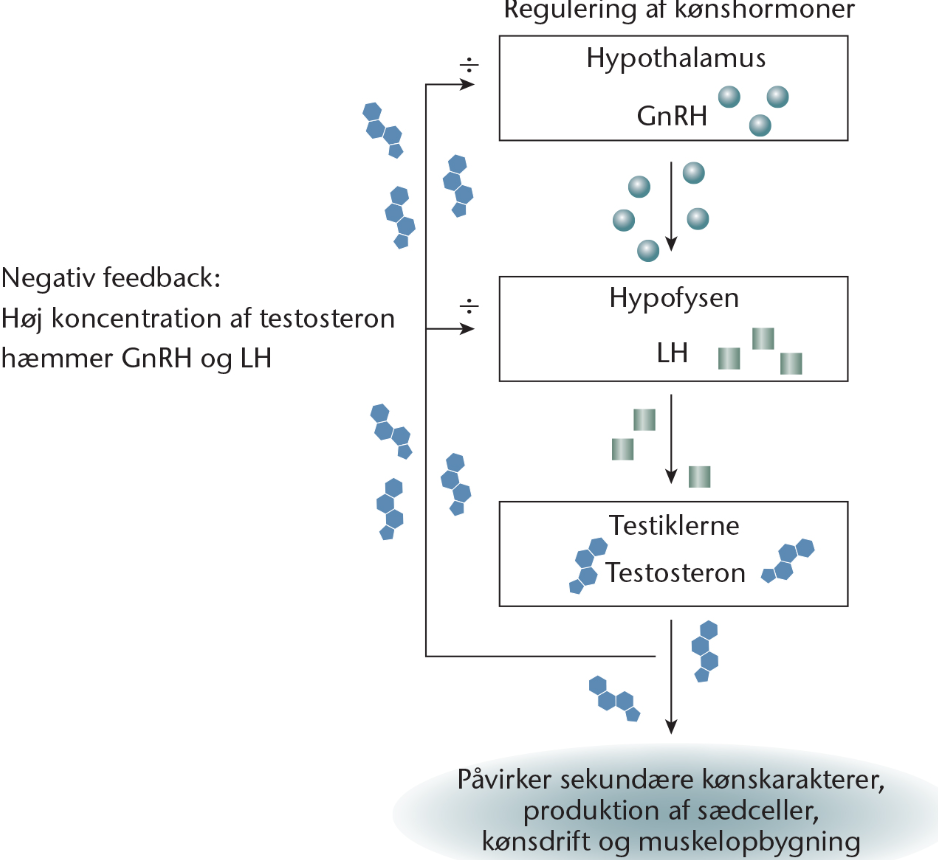 Regulering af kønshormoner
÷
Hypothalamus
GnRH
Negativ feedback:
Høj koncentration af testosteron
hæmmer GnRH og LH
÷
Hypofysen
LH
Testiklerne
Testosteron
Påvirker sekundære kønskarakterer,
produktion af sædceller,
kønsdrift og muskelopbygning